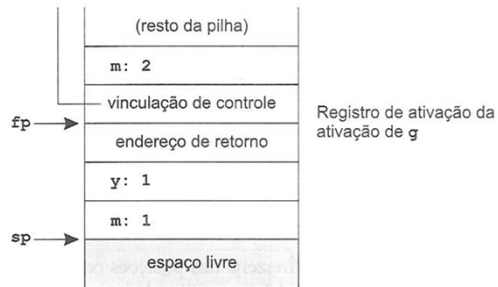 (resto da pilha)
m: 2
vinculação de controle
fp
endereço de retorno
Registro de ativação da
ativação de g
y: 1
m: 1
sp
espaço livre